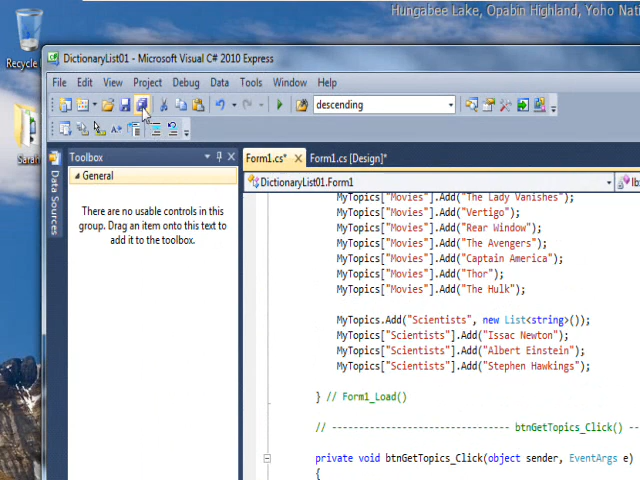 Hungabee Lake, Opabin Highland, Yoho Nati
Recycle
Sarah
DictionaryList01 - Microsoft Visual C# 2010 Express
File Edit View Project Debug Data Tools Window Help
descending
Toolbox
General
There are no usable controls in this
group. Drag an item onto this text to
add it to the toolbox.
Data Sources
Form1.cs* Form1.cs [Design]*
DictionaryList01.Form1
MyTopics["Movies"].Add("The Lady Vanishes");
MyTopics["Movies"].Add("Vertigo");
MyTopics["Movies"].Add("Rear Window");
MyTopics["Movies"].Add("The Avengers");
MyTopics["Movies"].Add("Captain America");
MyTopics["Movies"].Add("Thor");
MyTopics["Movies"].Add("The Hulk");
MyTopics.Add("Scientists", new List<string>());
MyTopics["Scientists"].Add("Issac Newton");
MyTopics["Scientists"].Add("Albert Einstein");
MyTopics["Scientists"].Add("Stephen Hawkings");
} // Form1_Load()
// -------------------------------- btnGetTopics_Click() --
private void btnGetTopics_Click(object sender, EventArgs e)
{